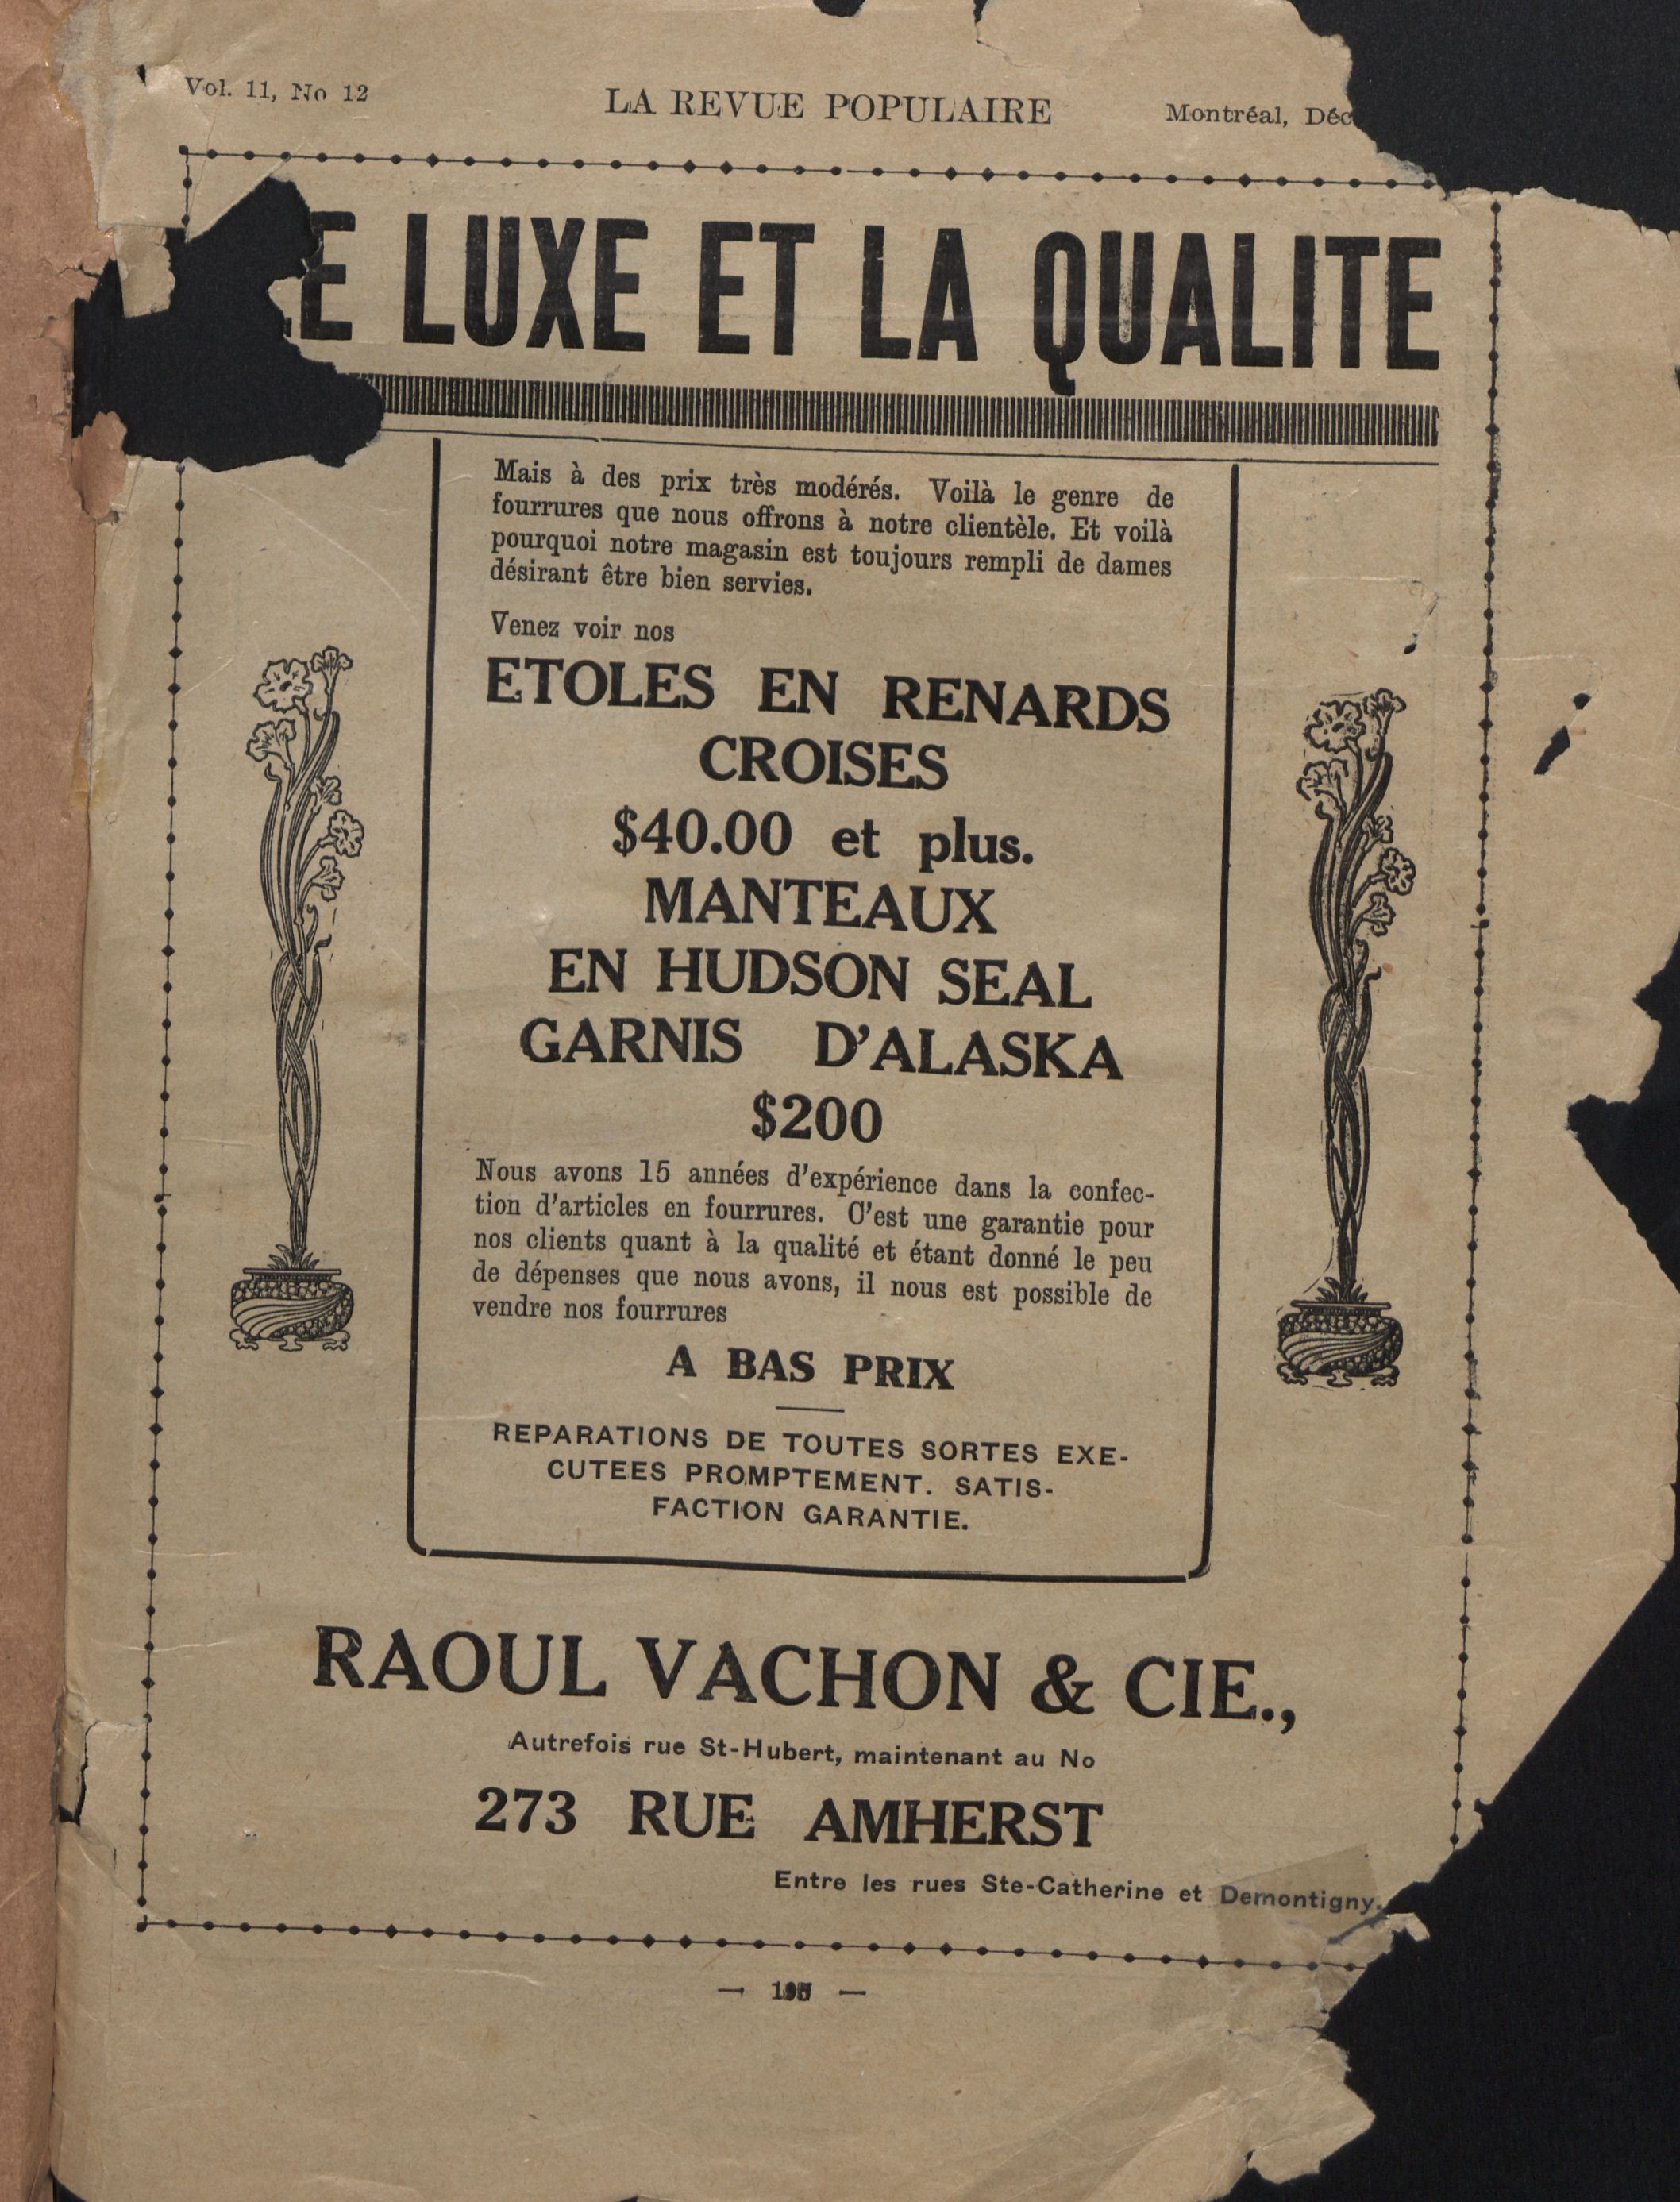 Vol. 11, No 12
LA REVUE POPULAIRE
Montréal,
LE LUXE ET LA QUALITE
Mais à des prix très modérés. Voilà le genre de
fourrures que nous offrons à notre clientèle. Et voilà
pourquoi notre magasin est toujours rempli de dames
désirant être bien servies.
Venez voir nos
ETOLES EN RENARDS
CROISES
$40.00 et plus.
MANTEAUX
EN HUDSON SEAL
GARNIS D'ALASKA
$200
Nous avons 15 années d'expérience dans la confec-
tion d'articles en fourrures. C'est une garantie pour
nos clients quant à la qualité et étant donné le peu
de dépenses que nous avons, il nous est possible de
vendre nos fourrures
A BAS PRIX
REPARATIONS DE TOUTES SORTES EXE-
CUTEES PROMPTEMENT. SATIS-
FACTION GARANTIE.
RAOUL VACHON & CIE.,
Autrefois rue St-Hubert, maintenant au No
273 RUE AMHERST
Entre les rues Ste-Catherine et Demontigny.